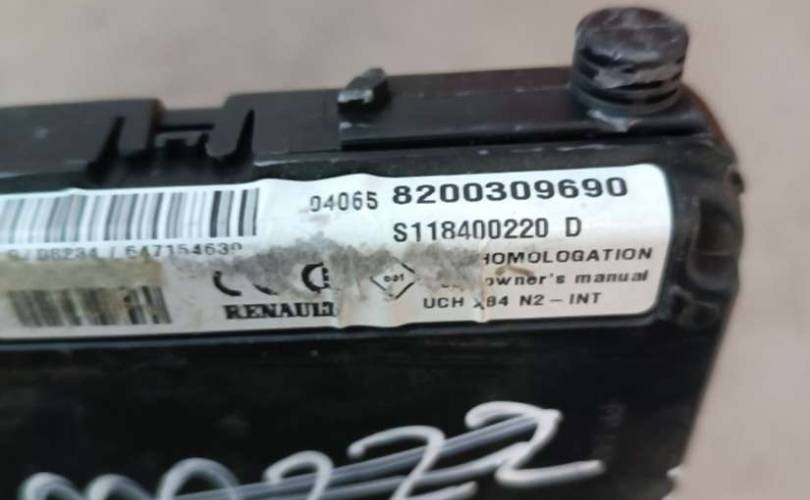 04065 8200309690
S118400220 D
HOMOLOGATION
owner's manual
RENAULT
UCH X84 N2-INT